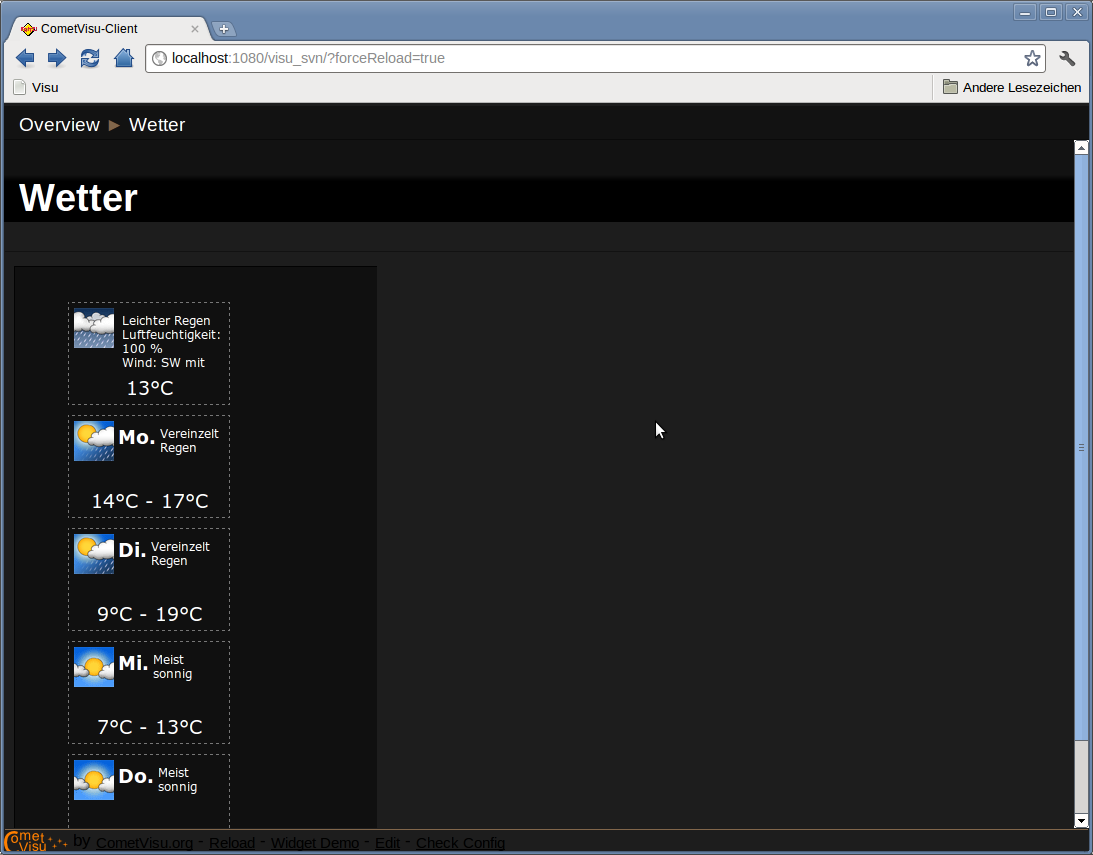 CometVisu-Client
localhost:1080/visu_svn/?forceReload=true
Visu
Andere Lesezeichen
Overview ▶ Wetter
Wetter
Leichter Regen
Luftfeuchtigkeit:
100 %
Wind: SW mit
13°C
Mo. Vereinzelt
Regen
14°C - 17°C
Di. Vereinzelt
Regen
9°C - 19°C
Mi. Meist
sonnig
7°C - 13°C
Do. Meist
sonnig
Comet
Visu
by CometVisu.org - Reload - Widget Demo - Edit - Check Config